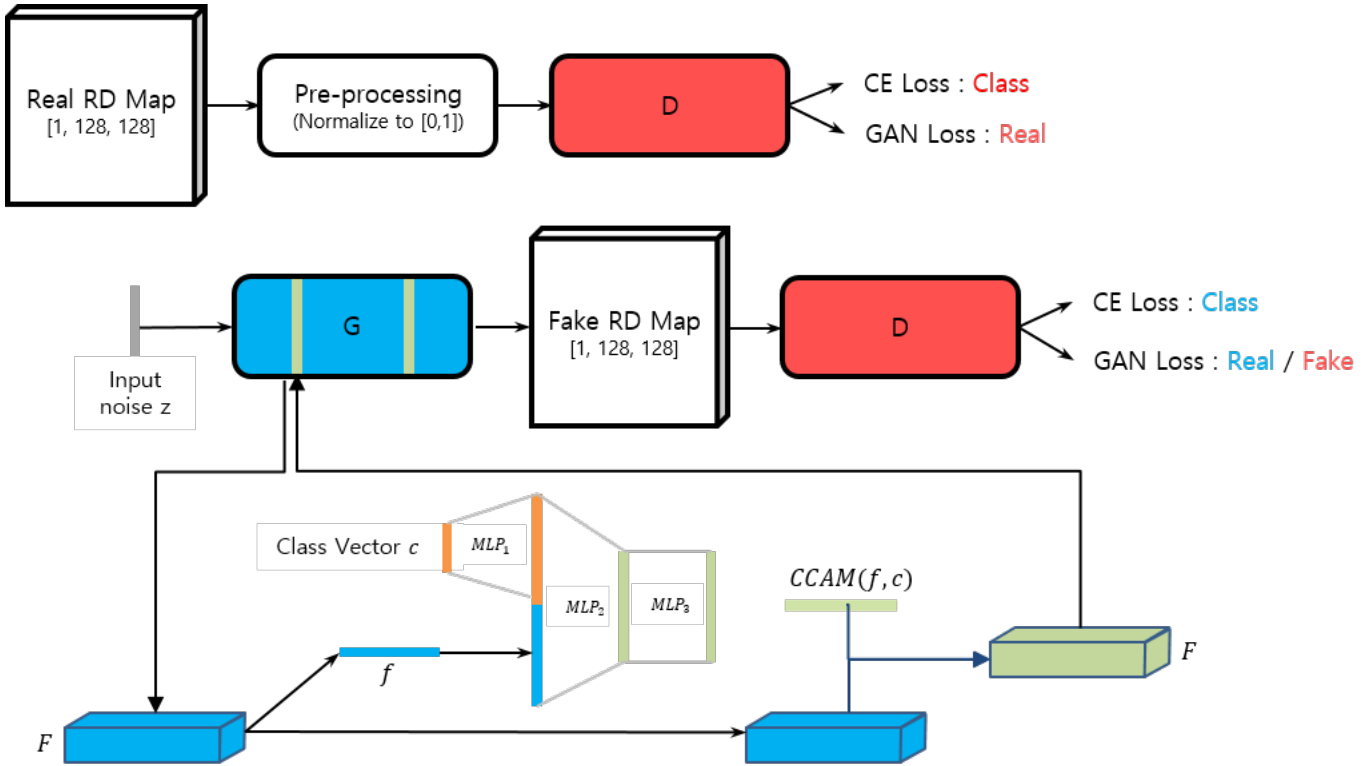 Real RD Map
[1, 128, 128]
Pre-processing
(Normalize to [0,1])
D
CE Loss : Class
GAN Loss : Real
Input
noise z
G
Fake RD Map
[1, 128, 128]
D
CE Loss : Class
GAN Loss : Real / Fake
Class Vector c
MLP₁
MLP₂
MLP₃
f
CCAM(f, c)
F
F